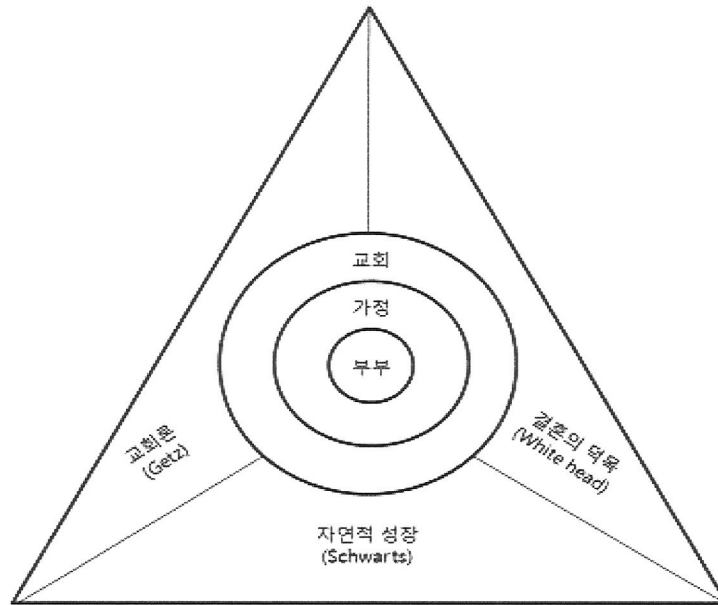 교회
가정
부부
교회론
(Getz)
결혼의 덕목
(White head)
자연적 성장
(Schwarts)